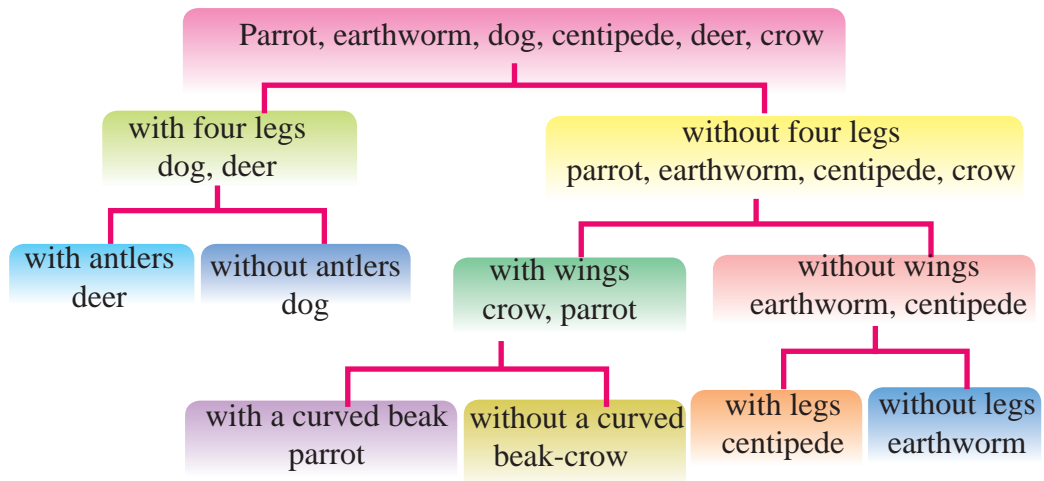 Parrot, earthworm, dog, centipede, deer, crow
with four legs
dog, deer
without four legs
parrot, earthworm, centipede, crow
with antlers
deer
without antlers
dog
with wings
crow, parrot
without wings
earthworm, centipede
with a curved beak
parrot
without a curved
beak-crow
with legs
centipede
without legs
earthworm